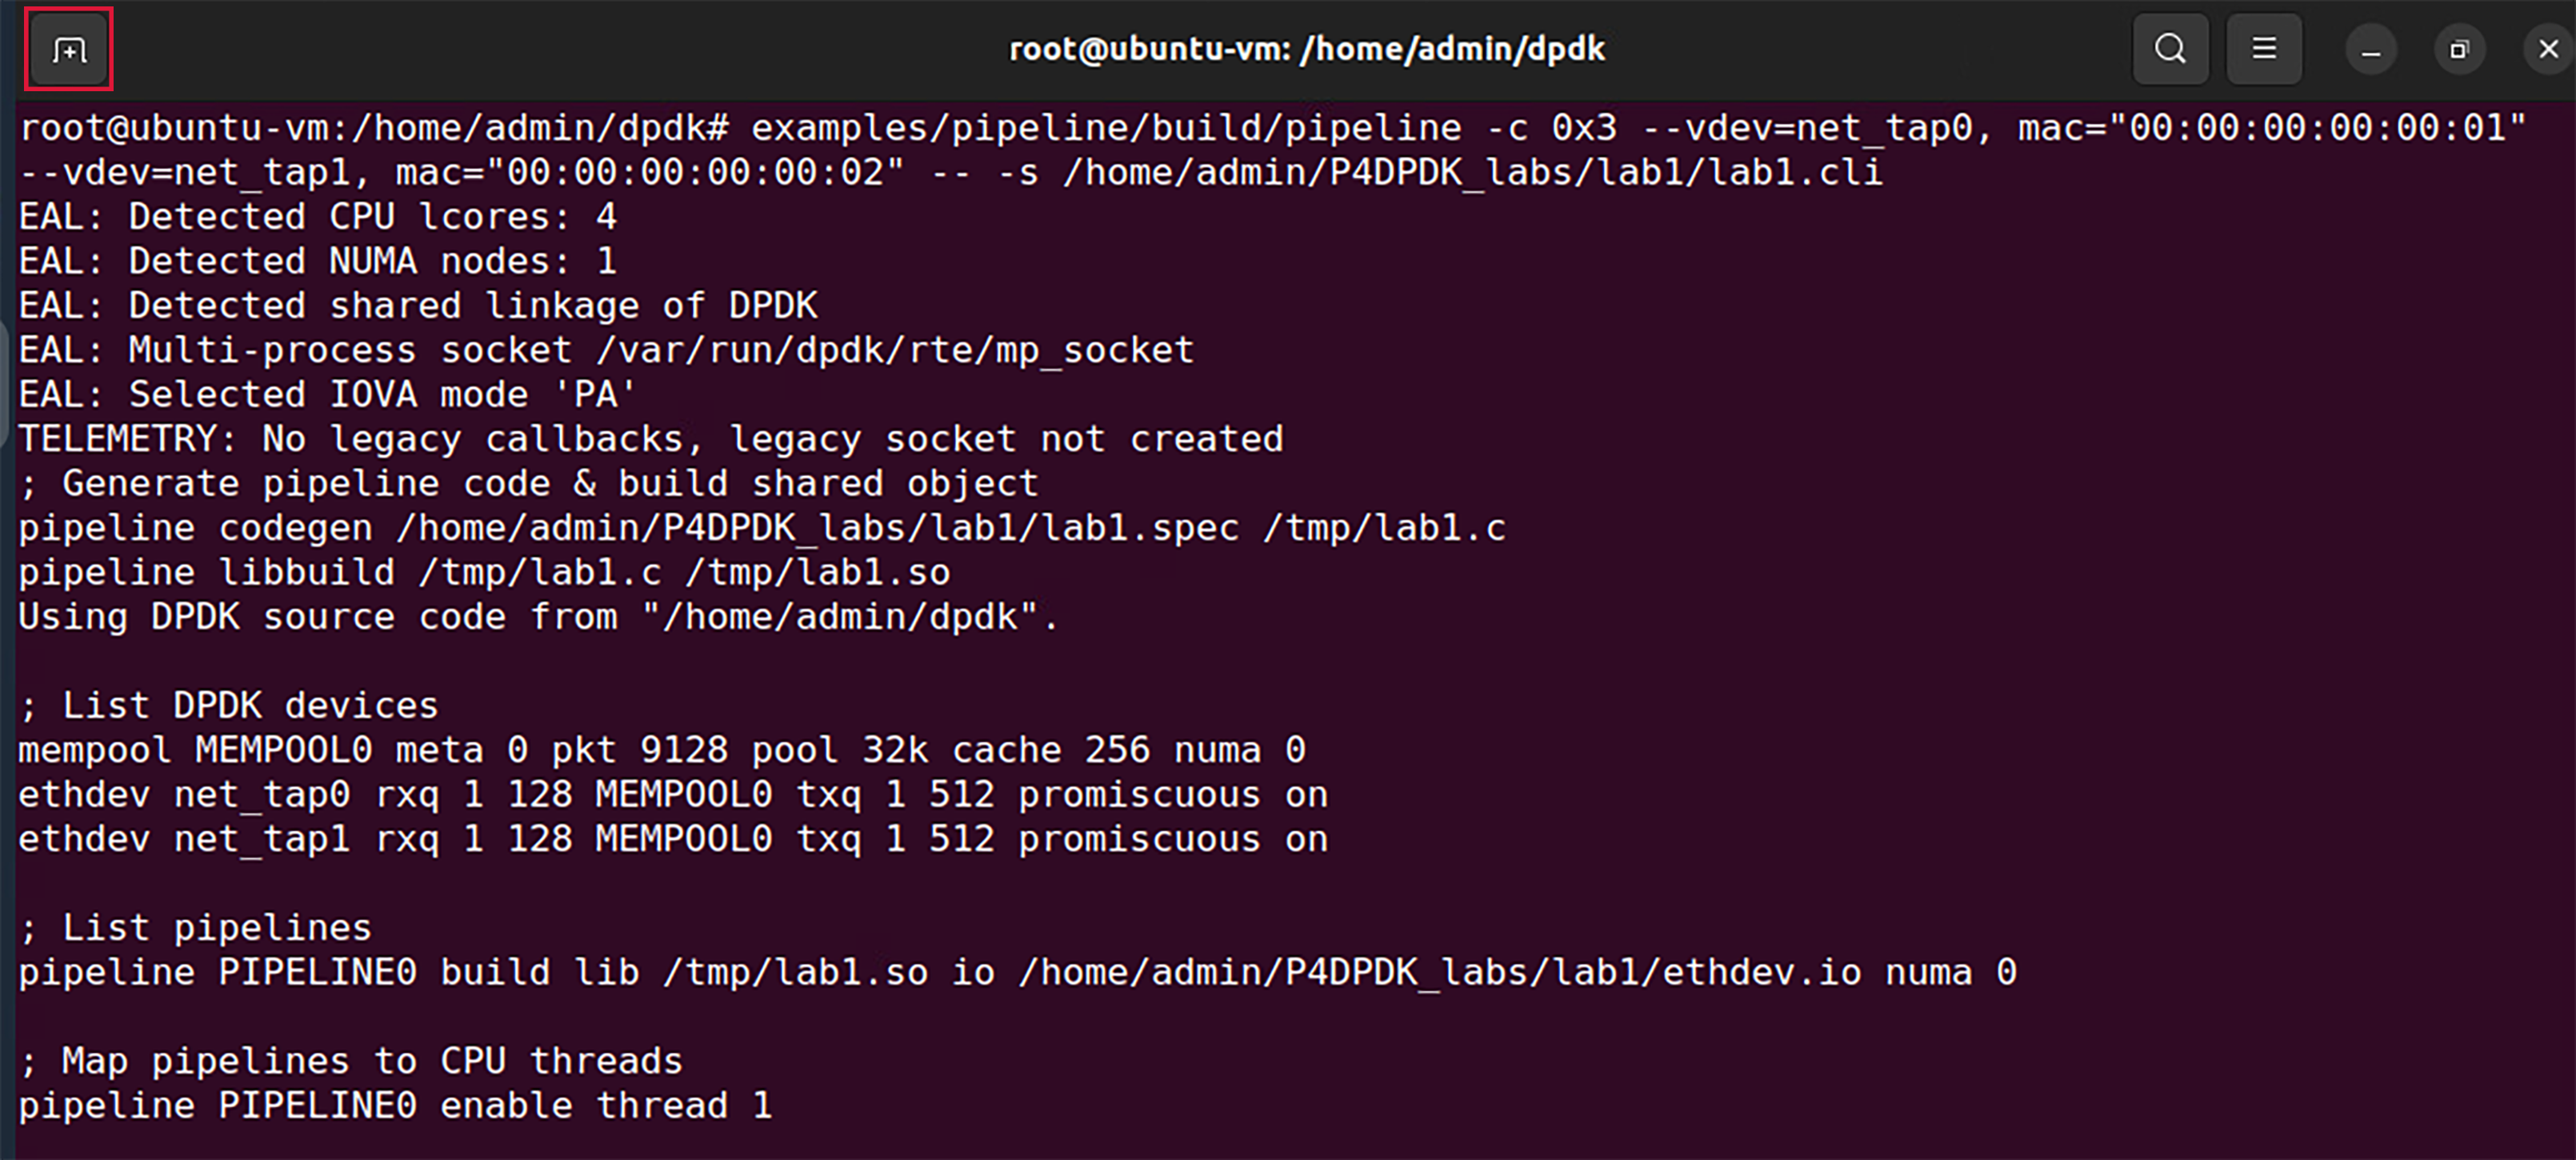 root@ubuntu-vm: /home/admin/dpdk
root@ubuntu-vm:/home/admin/dpdk# examples/pipeline/build/pipeline -c 0x3 --vdev=net_tap0, mac="00:00:00:00:00:01"
--vdev=net_tap1, mac="00:00:00:00:00:02" -- -s /home/admin/P4DPDK_labs/lab1/lab1.cli
EAL: Detected CPU lcores: 4
EAL: Detected NUMA nodes: 1
EAL: Detected shared linkage of DPDK
EAL: Multi-process socket /var/run/dpdk/rte/mp_socket
EAL: Selected IOVA mode 'PA'
TELEMETRY: No legacy callbacks, legacy socket not created
; Generate pipeline code & build shared object
pipeline codegen /home/admin/P4DPDK_labs/lab1/lab1.spec /tmp/lab1.c
pipeline libbuild /tmp/lab1.c /tmp/lab1.so
Using DPDK source code from "/home/admin/dpdk".
; List DPDK devices
mempool MEMPOOL0 meta 0 pkt 9128 pool 32k cache 256 numa 0
ethdev net_tap0 rxq 1 128 MEMPOOL0 txq 1 512 promiscuous on
ethdev net_tap1 rxq 1 128 MEMPOOL0 txq 1 512 promiscuous on
; List pipelines
pipeline PIPELINE0 build lib /tmp/lab1.so io /home/admin/P4DPDK_labs/lab1/ethdev.io numa 0
; Map pipelines to CPU threads
pipeline PIPELINE0 enable thread 1